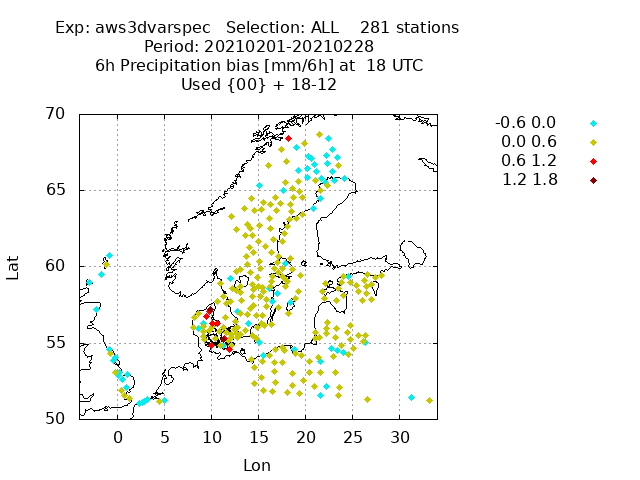 Exp: aws3dvarspec Selection: ALL 281 stations
Period: 20210201-20210228
6h Precipitation bias [mm/6h] at 18 UTC
Used {00} + 18-12
-0.6 0.0
0.0 0.6
0.6 1.2
1.2 1.8
70
65
60
55
50
Lat
0 5 10 15 20 25 30
Lon